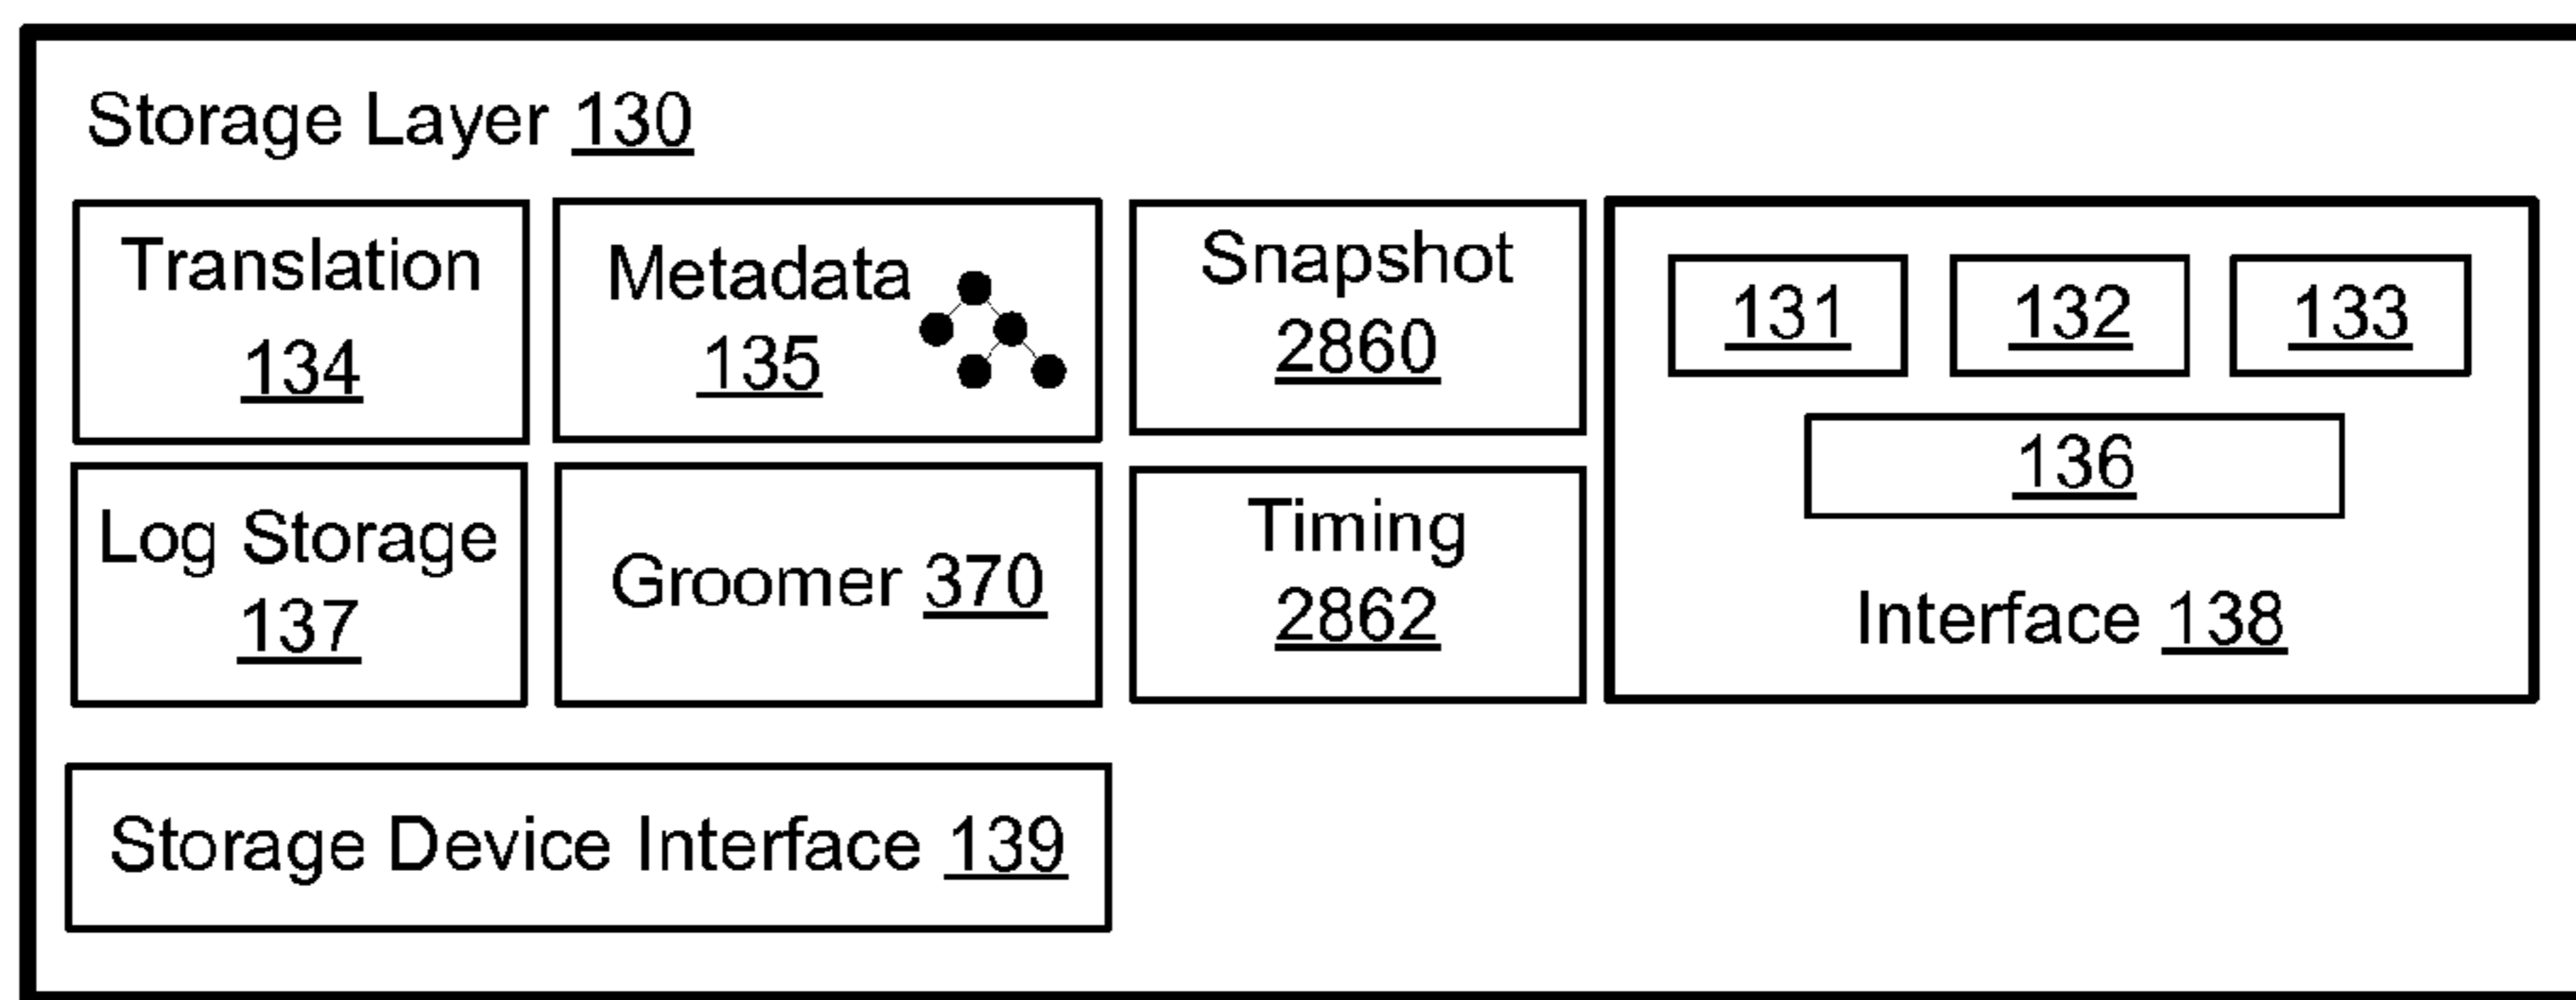 Storage Layer 130
Translation
134
Metadata
135
Snapshot
2860
131
132
133
136
Interface 138
Log Storage
137
Groomer 370
Timing
2862
Storage Device Interface 139